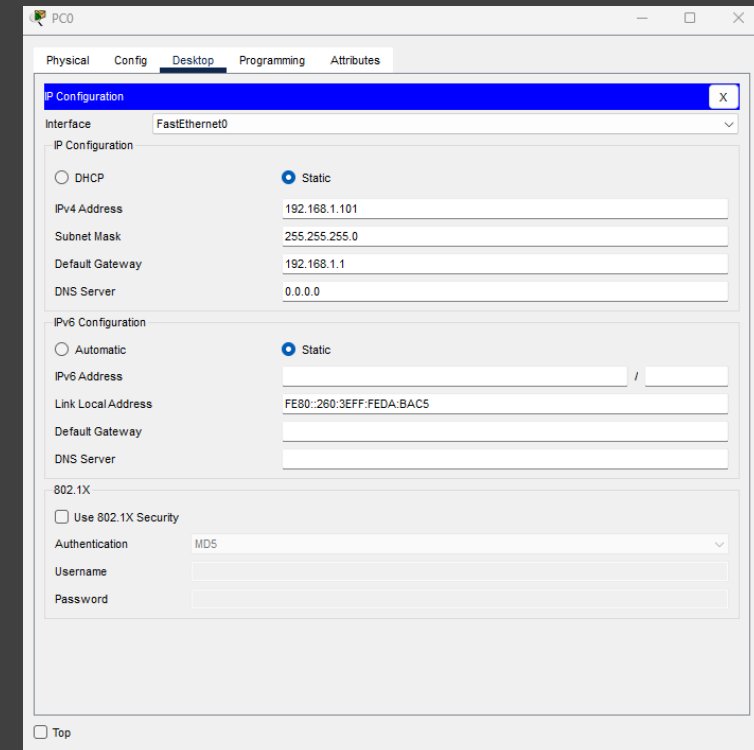 PC0
Physical Config Desktop Programming Attributes
IP Configuration X
Interface FastEthernet0
IP Configuration
DHCP Static
IPv4 Address 192.168.1.101
Subnet Mask 255.255.255.0
Default Gateway 192.168.1.1
DNS Server 0.0.0.0
IPv6 Configuration
Automatic Static
IPv6 Address /
Link Local Address FE80::260:3EFF:FEDA:BAC5
Default Gateway
DNS Server
802.1X
Use 802.1X Security
Authentication MD5
Username
Password
Top